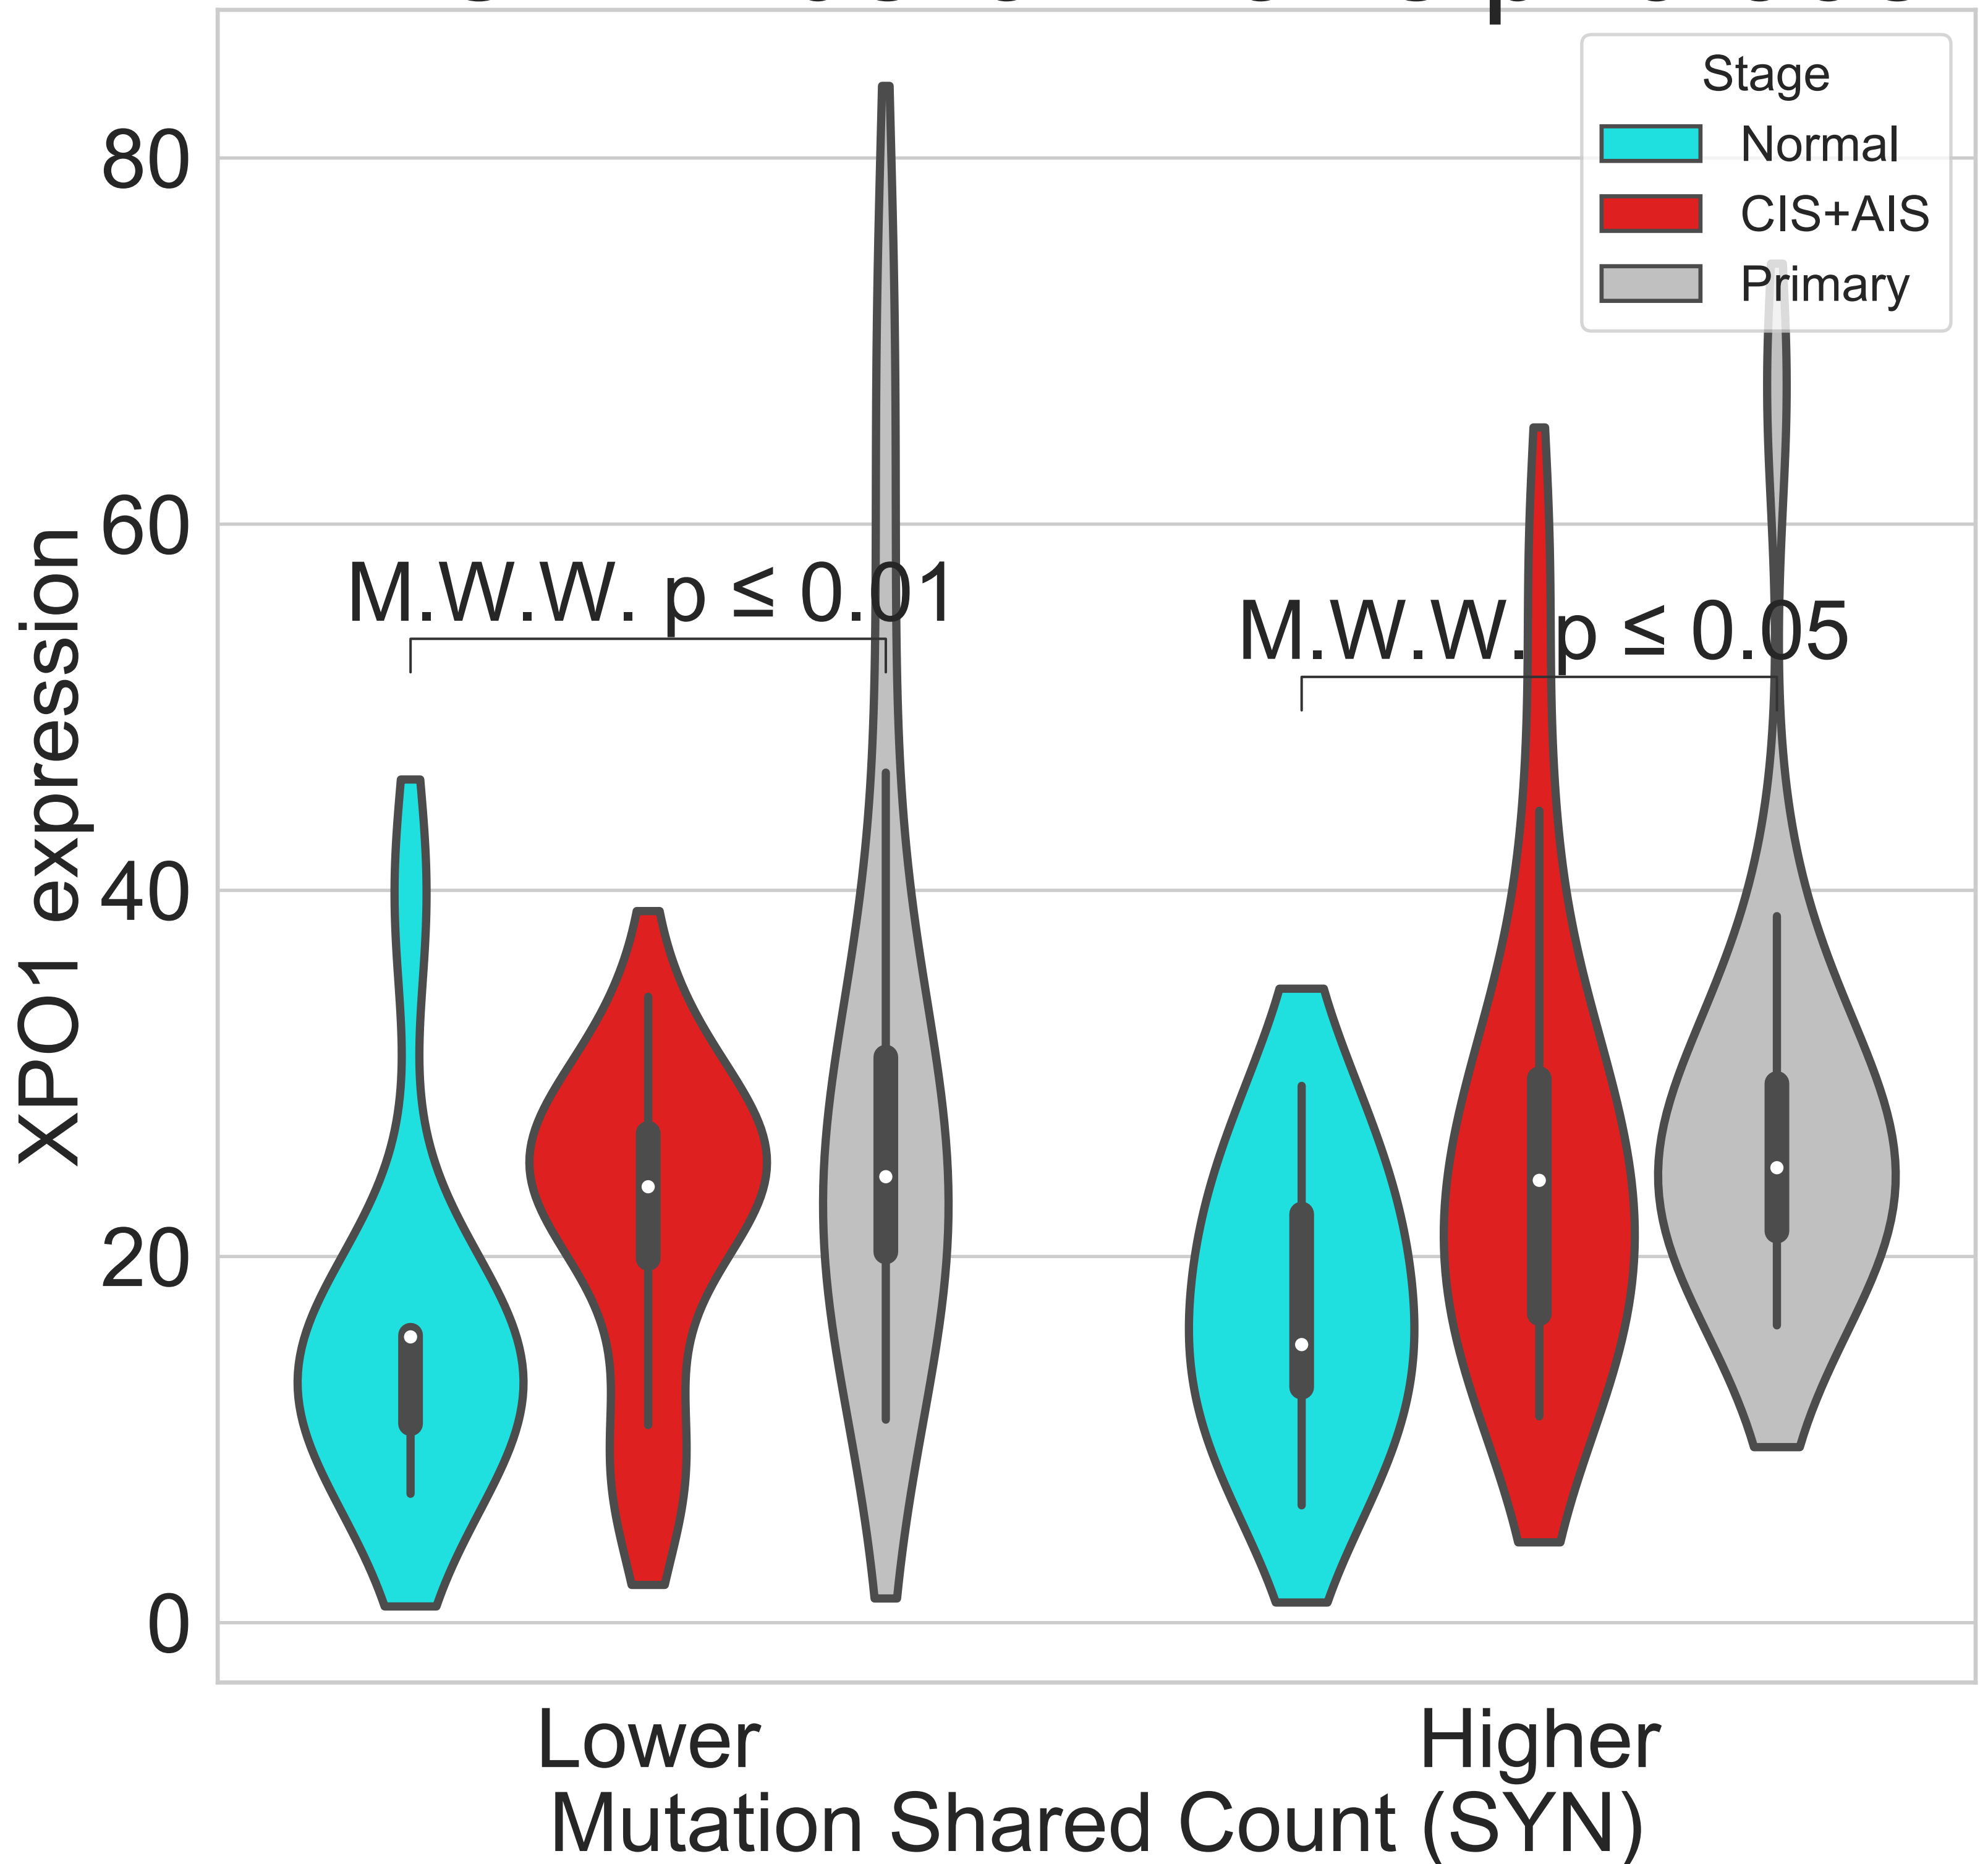 Stage
Normal
CIS+AIS
Primary
80
60
40
20
0
XPO1 expression
M.W.W. p ≤ 0.01
M.W.W. p ≤ 0.05
Lower
Higher
Mutation Shared Count (SYN)